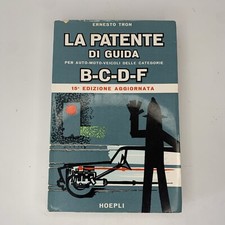 ERNESTO TRON
LA PATENTE
DI GUIDA
PER AUTO-MOTO-VEICOLI DELLE CATEGORIE
B-C-D-F
15ª EDIZIONE AGGIORNATA
HOEPLI